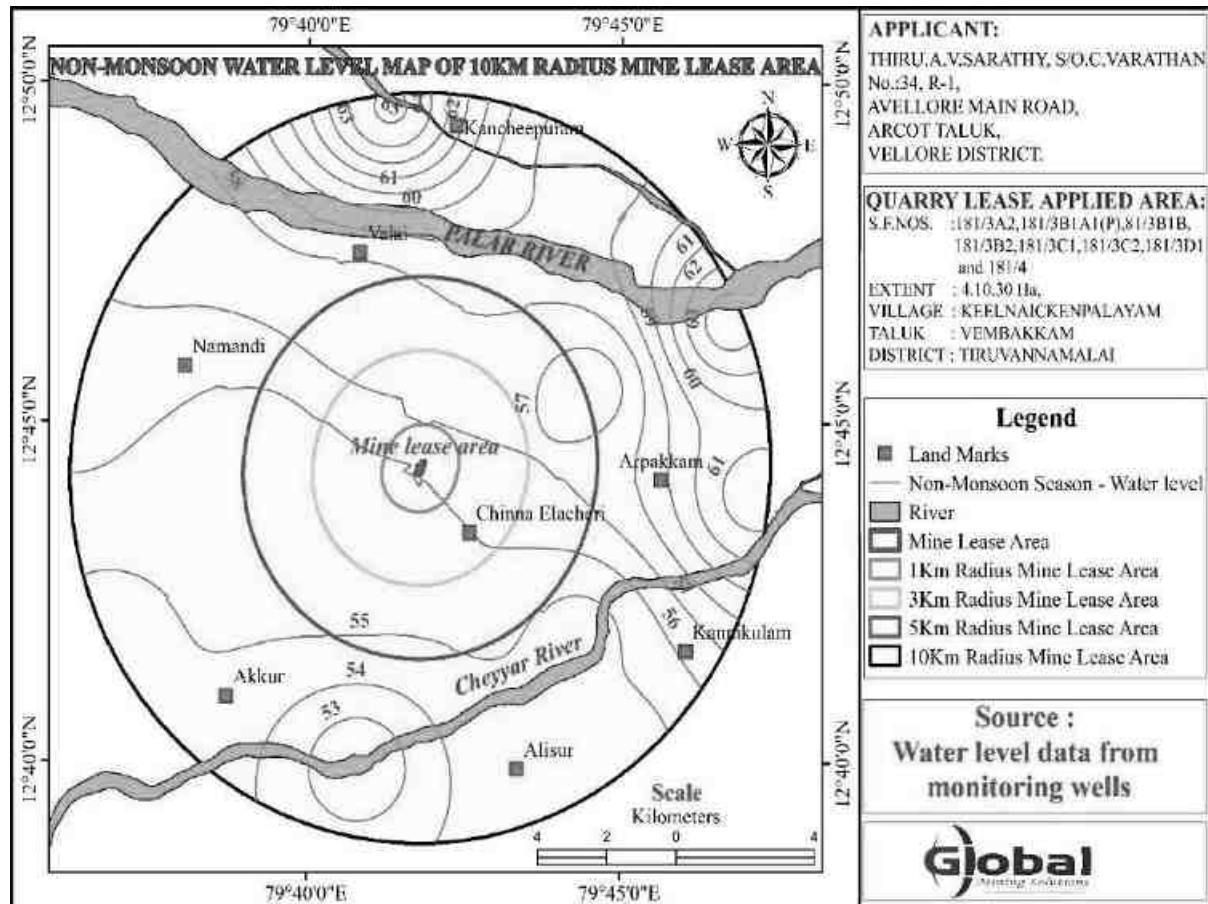 79°40'0"E
79°45'0"E
NON-MONSOON WATER LEVEL MAP OF 10KM RADIUS MINE LEASE AREA
12°50'0"N
12°50'0"N
N
W
E
S
63
62
Kancheepuram
61
60
Valai
PALAR RIVER
61
62
60
Namandi
57
12°45'0"N
12°45'0"N
Mine lease area
Arpakkam
61
Chinna Elacheri
55
56
Kannikulam
Cheyyar River
54
Akkur
53
Alisur
12°40'0"N
12°40'0"N
Scale
Kilometers
4
2
0
4
79°40'0"E
79°45'0"E
APPLICANT:
THIRU.A.V.SARATHY, S/O.C.VARATHAN
No.:34, R-1,
AVELLORE MAIN ROAD,
ARCOT TALUK,
VELLORE DISTRICT.
QUARRY LEASE APPLIED AREA:
S.F.NOS. :181/3A2,181/3B1A1(P),81/3B1B,
181/3B2,181/3C1,181/3C2,181/3D1
and 181/4
EXTENT : 4.10.30 Ha,
VILLAGE : KEELNAICKENPALAYAM
TALUK : VEMBAKKAM
DISTRICT : TIRUVANNAMALAI
Legend
Land Marks
Non-Monsoon Season - Water level
River
Mine Lease Area
1Km Radius Mine Lease Area
3Km Radius Mine Lease Area
5Km Radius Mine Lease Area
10Km Radius Mine Lease Area
Source :
Water level data from
monitoring wells
Global
Mining Solutions